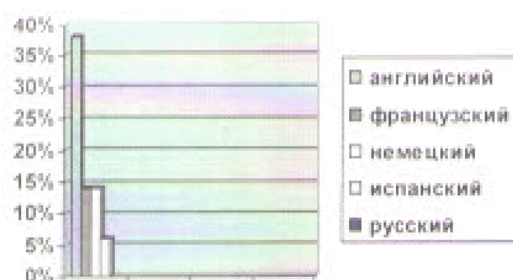 40%
35%
30%
25%
20%
15%
10%
5%
0%
английский
французский
немецкий
испанский
русский